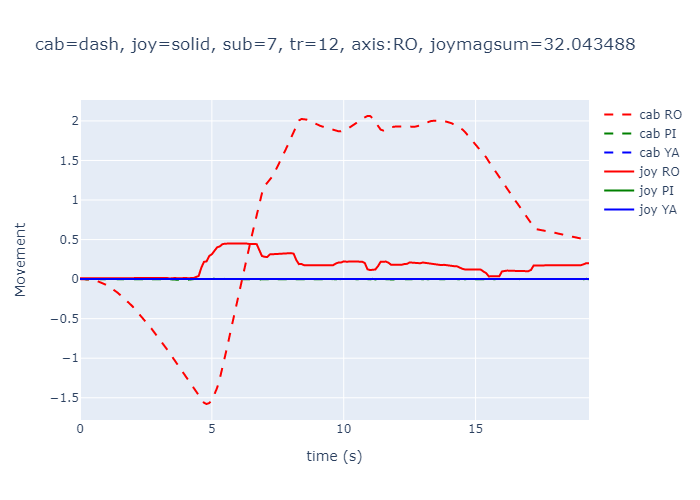 cab=dash, joy=solid, sub=7, tr=12, axis:RO, joymagsum=32.043488
cab RO
cab PI
cab YA
joy RO
joy PI
joy YA
2
1.5
1
0.5
0
−0.5
−1
−1.5
Movement
0 5 10 15
time (s)